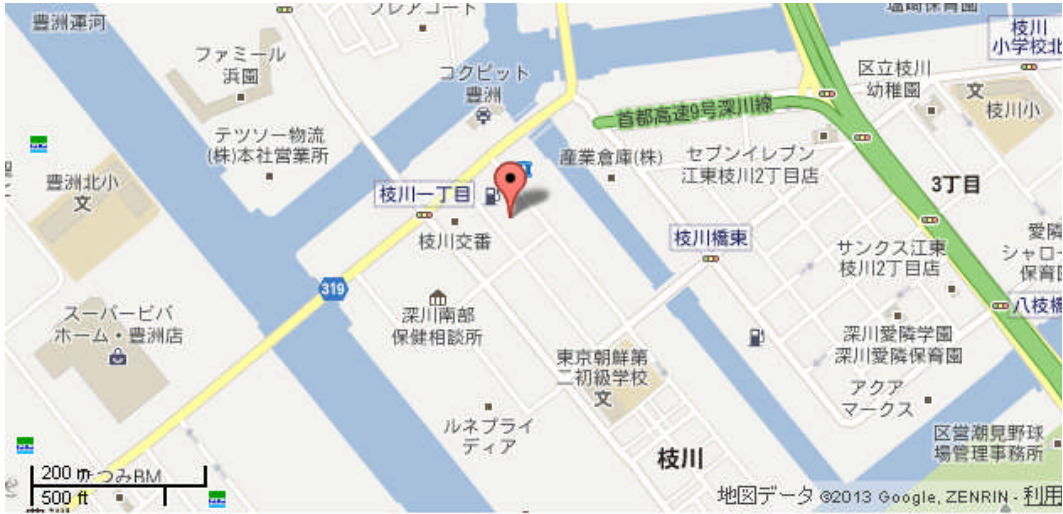 豊洲運河
フレアコート
塩崎保育園
枝川
小学校北
ファミール
浜園
コクピット
豊洲
区立枝川
幼稚園
文
枝川小
首都高速9号深川線
テツソー物流
(株)本社営業所
産業倉庫(株)
セブンイレブン
江東枝川2丁目店
3丁目
豊洲北小
文
枝川一丁目
枝川交番
枝川橋東
サンクス江東
枝川2丁目店
愛隣
シャロー
保育園
319
八枝橋
スーパービバ
ホーム・豊洲店
深川南部
保健相談所
深川愛隣学園
深川愛隣保育園
東京朝鮮第
二初級学校
文
アクア
マークス
ルネプライ
ディア
区営潮見野球
場管理事務所
枝川
200 m
つみBM
500 ft
豊洲
地図データ ©2013 Google, ZENRIN - 利用